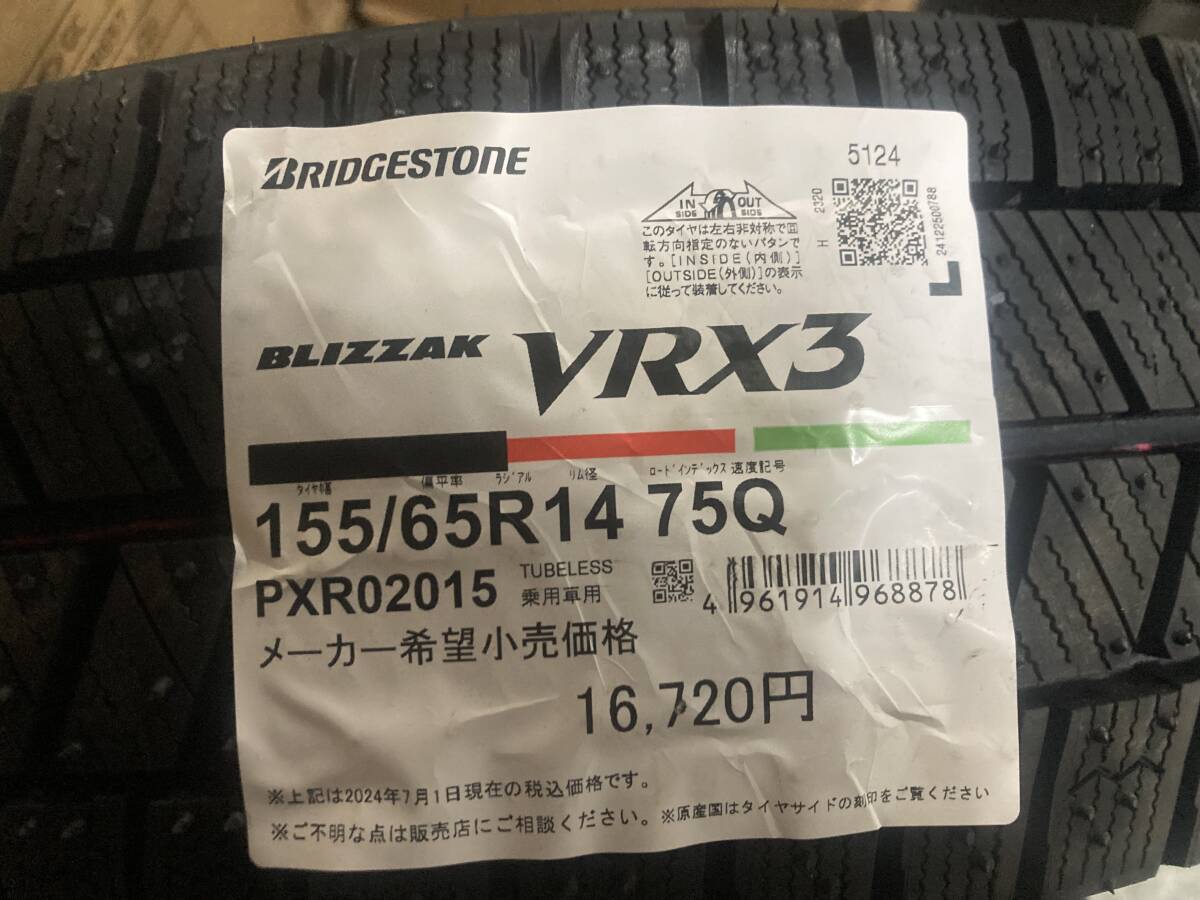 BRIDGESTONE
5124
IN OUT
SIDE SIDE
このタイヤは左右非対称で回
転方向指定のないパタンで
す。[INSIDE(内側)]
[OUTSIDE(外側)]の表示
に従って装着してください。
H 2320
24122500788
BLIZZAK VRX3
タイヤ幅 偏平率 ラジアル リム径 ロードインデックス 速度記号
155/65R14 75Q
PXR02015
TUBELESS
乗用車用
4 961914 968878
メーカー希望小売価格
16,720円
※上記は2024年7月1日現在の税込価格です。
※ご不明な点は販売店にご相談ください。※原産国はタイヤサイドの刻印をご覧ください